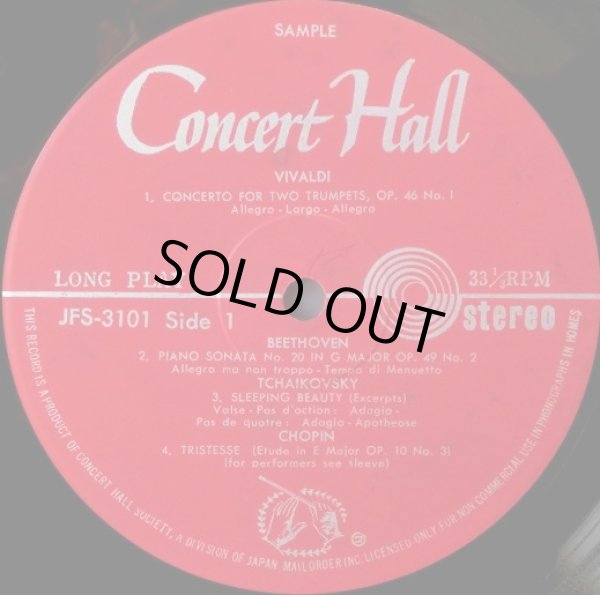 SAMPLE
Concert Hall
VIVALDI
1, CONCERTO FOR TWO TRUMPETS, OP. 46 No. 1
Allegro - Largo - Allegro
LONG PLAY
33 1/3 RPM
SOLD OUT
JFS-3101 Side 1
stereo
BEETHOVEN
2, PIANO SONATA No. 20 IN G MAJOR OP. 49 No. 2
Allegro ma non troppo - Tempo di Menuetto
TCHAIKOVSKY
3. SLEEPING BEAUTY (Excerpts)
Valse - Pas d'action : Adagio -
Pas de quatre : Adagio - Apotheose
CHOPIN
4, TRISTESSE (Etude in E Major OP. 10 No. 3)
(for performers see sleeve)
THIS RECORD IS A PRODUCT OF CONCERT HALL SOCIETY, A DIVISION OF JAPAN MAIL ORDER INC. LICENSED ONLY FOR NON COMMERCIAL USE IN PHONOGRAPHS IN HOMES